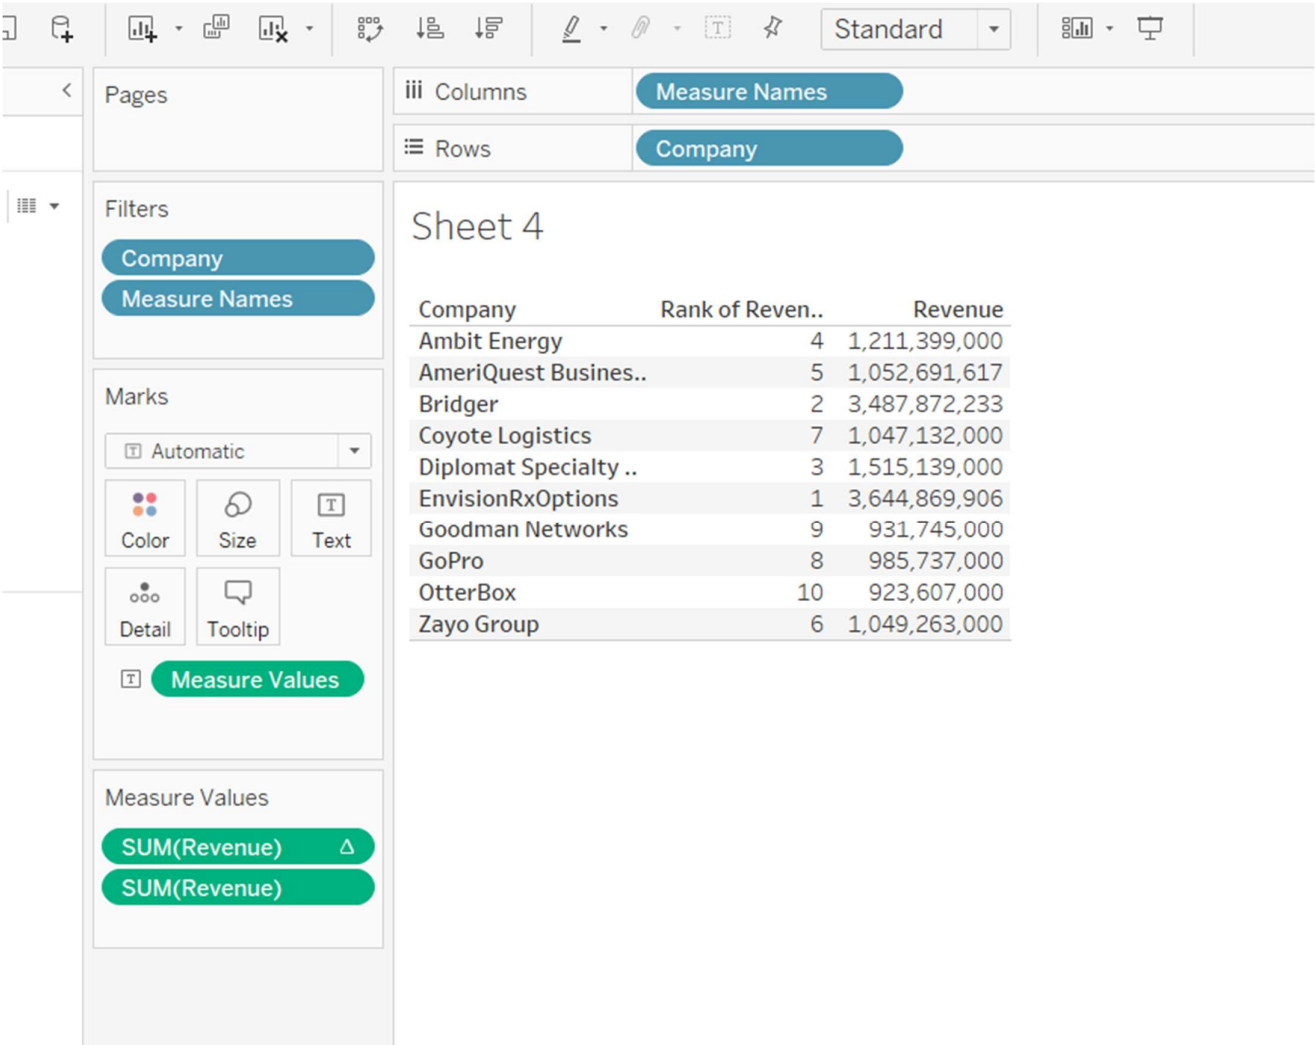 Standard
Pages
Columns Measure Names
Rows Company
Filters
Company
Measure Names
Sheet 4
Company Rank of Reven.. Revenue
Ambit Energy 4 1,211,399,000
AmeriQuest Busines.. 5 1,052,691,617
Bridger 2 3,487,872,233
Coyote Logistics 7 1,047,132,000
Diplomat Specialty .. 3 1,515,139,000
EnvisionRxOptions 1 3,644,869,906
Goodman Networks 9 931,745,000
GoPro 8 985,737,000
OtterBox 10 923,607,000
Zayo Group 6 1,049,263,000
Marks
Automatic
Color Size Text
Detail Tooltip
Measure Values
Measure Values
SUM(Revenue) Δ
SUM(Revenue)